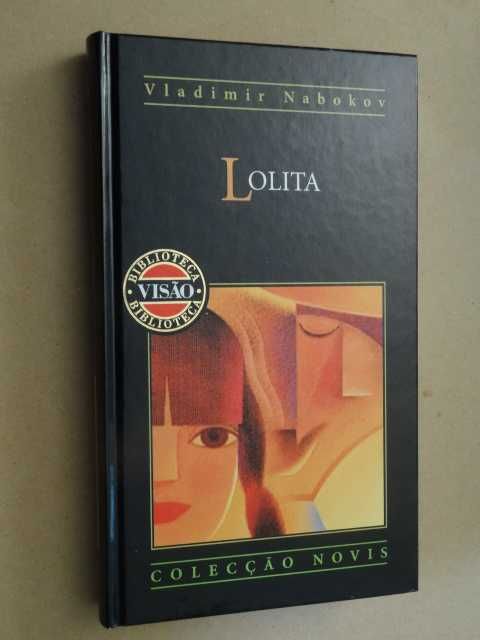 Vladimir Nabokov
LOLITA
BIBLIOTECA
VISÃO
BIBLIOTECA
COLECÇÃO NOVIS